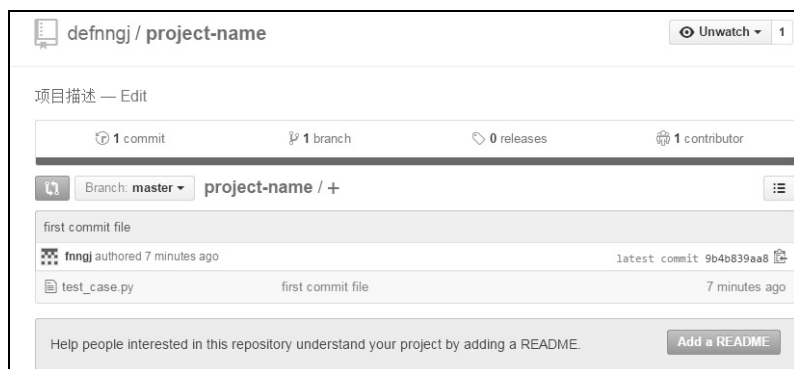 defnngj / project-name
Unwatch 1
项目描述 — Edit
1 commit 1 branch 0 releases 1 contributor
Branch: master project-name / +
first commit file
fnngj authored 7 minutes ago latest commit 9b4b839aa8
test_case.py first commit file 7 minutes ago
Help people interested in this repository understand your project by adding a README. Add a README